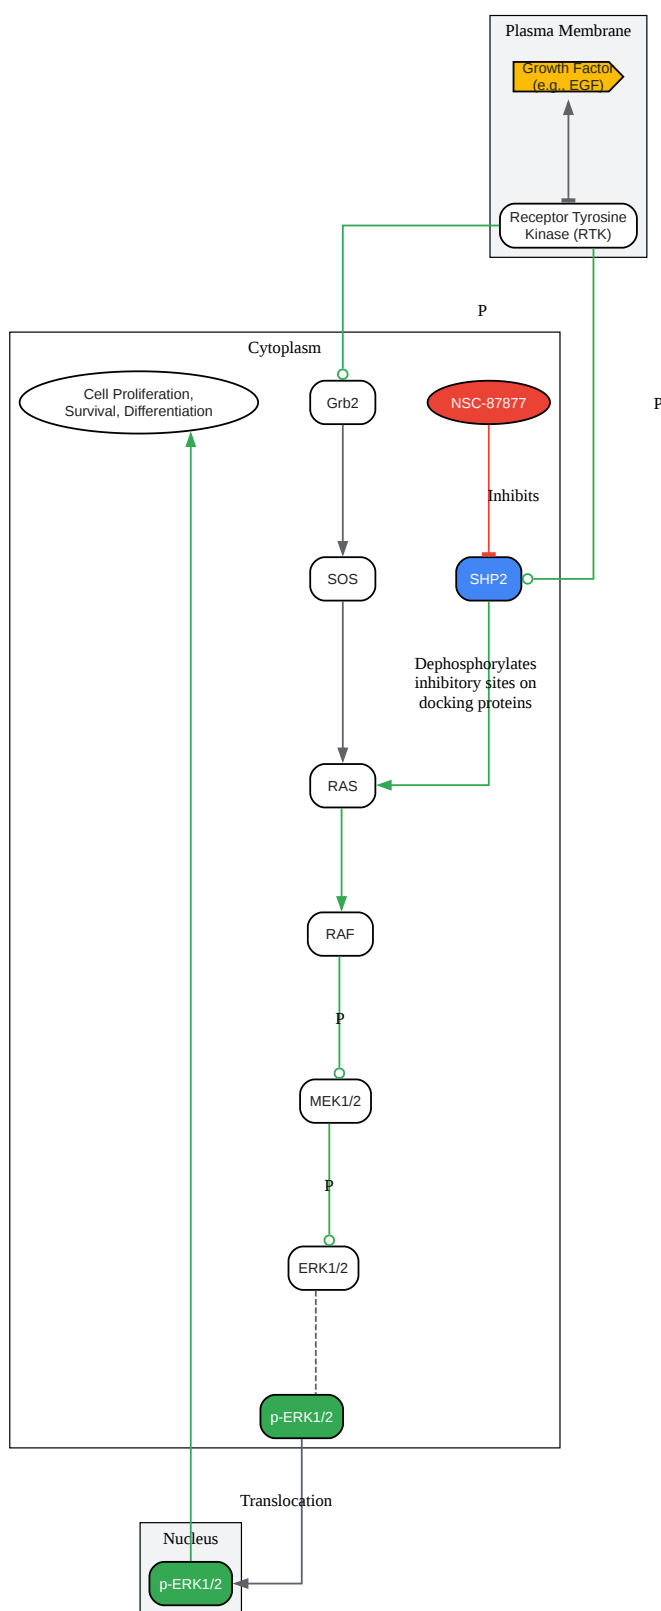 Plasma Membrane
Growth Factor
(e.g., EGF)
Receptor Tyrosine
Kinase (RTK)
P
Cytoplasm
P
Cell Proliferation,
Survival, Differentiation
Grb2
NSC-87877
Inhibits
SOS
SHP2
Dephosphorylates
inhibitory sites on
docking proteins
RAS
RAF
P
MEK1/2
P
ERK1/2
p-ERK1/2
Translocation
Nucleus
p-ERK1/2